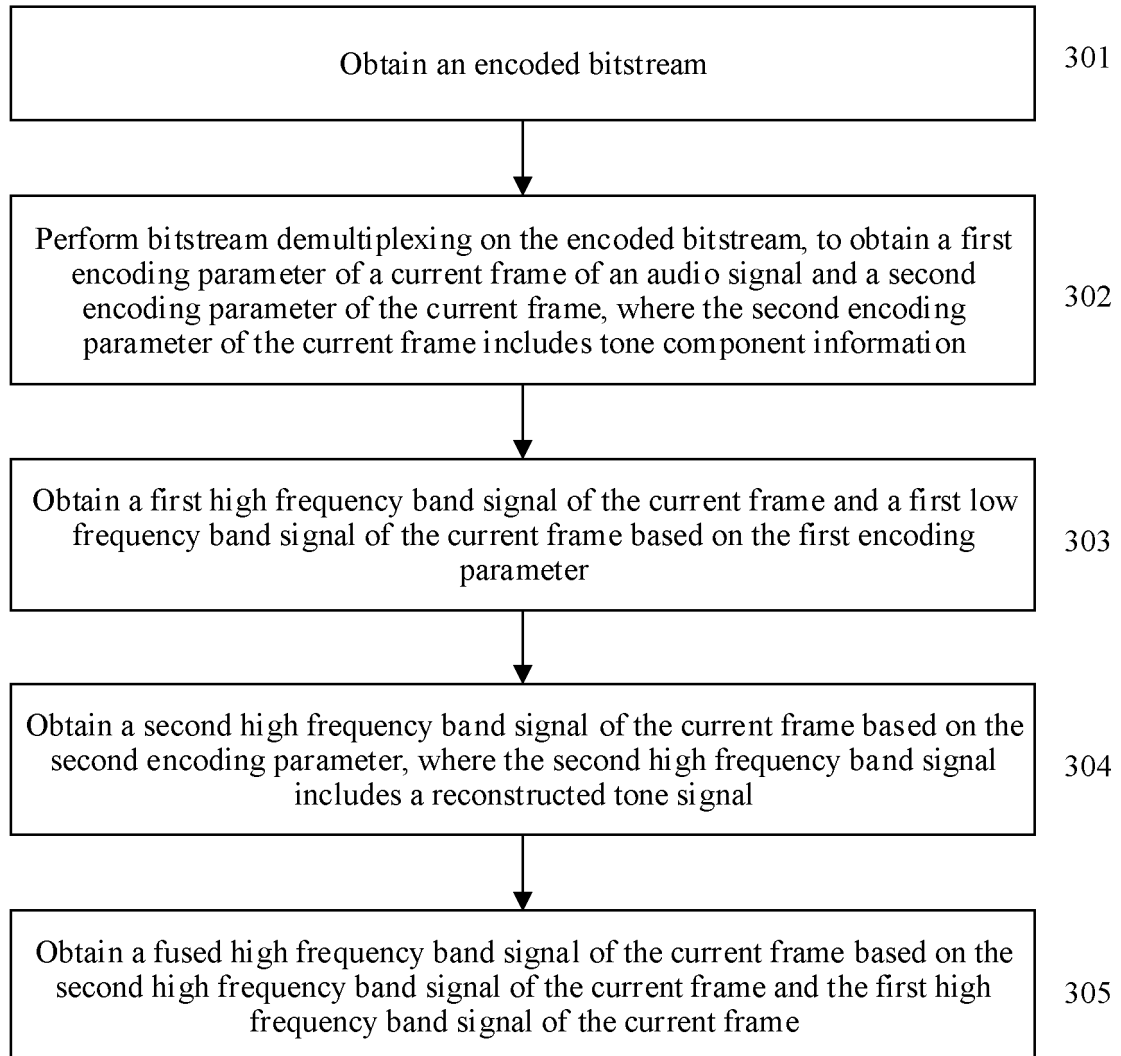 Obtain an encoded bitstream
301
Perform bitstream demultiplexing on the encoded bitstream, to obtain a first
encoding parameter of a current frame of an audio signal and a second
encoding parameter of the current frame, where the second encoding
parameter of the current frame includes tone component information
302
Obtain a first high frequency band signal of the current frame and a first low
frequency band signal of the current frame based on the first encoding
parameter
303
Obtain a second high frequency band signal of the current frame based on the
second encoding parameter, where the second high frequency band signal
includes a reconstructed tone signal
304
Obtain a fused high frequency band signal of the current frame based on the
second high frequency band signal of the current frame and the first high
frequency band signal of the current frame
305